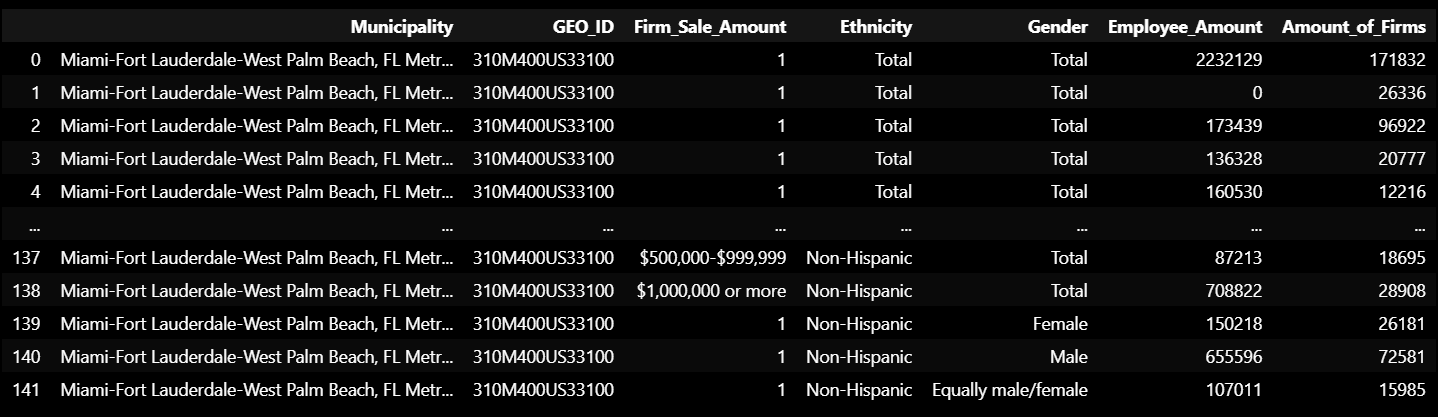 Municipality GEO_ID Firm_Sale_Amount Ethnicity Gender Employee_Amount Amount_of_Firms
0 Miami-Fort Lauderdale-West Palm Beach, FL Metr... 310M400US33100 1 Total Total 2232129 171832
1 Miami-Fort Lauderdale-West Palm Beach, FL Metr... 310M400US33100 1 Total Total 0 26336
2 Miami-Fort Lauderdale-West Palm Beach, FL Metr... 310M400US33100 1 Total Total 173439 96922
3 Miami-Fort Lauderdale-West Palm Beach, FL Metr... 310M400US33100 1 Total Total 136328 20777
4 Miami-Fort Lauderdale-West Palm Beach, FL Metr... 310M400US33100 1 Total Total 160530 12216
... ... ... ... ... ... ... ...
137 Miami-Fort Lauderdale-West Palm Beach, FL Metr... 310M400US33100 $500,000-$999,999 Non-Hispanic Total 87213 18695
138 Miami-Fort Lauderdale-West Palm Beach, FL Metr... 310M400US33100 $1,000,000 or more Non-Hispanic Total 708822 28908
139 Miami-Fort Lauderdale-West Palm Beach, FL Metr... 310M400US33100 1 Non-Hispanic Female 150218 26181
140 Miami-Fort Lauderdale-West Palm Beach, FL Metr... 310M400US33100 1 Non-Hispanic Male 655596 72581
141 Miami-Fort Lauderdale-West Palm Beach, FL Metr... 310M400US33100 1 Non-Hispanic Equally male/female 107011 15985